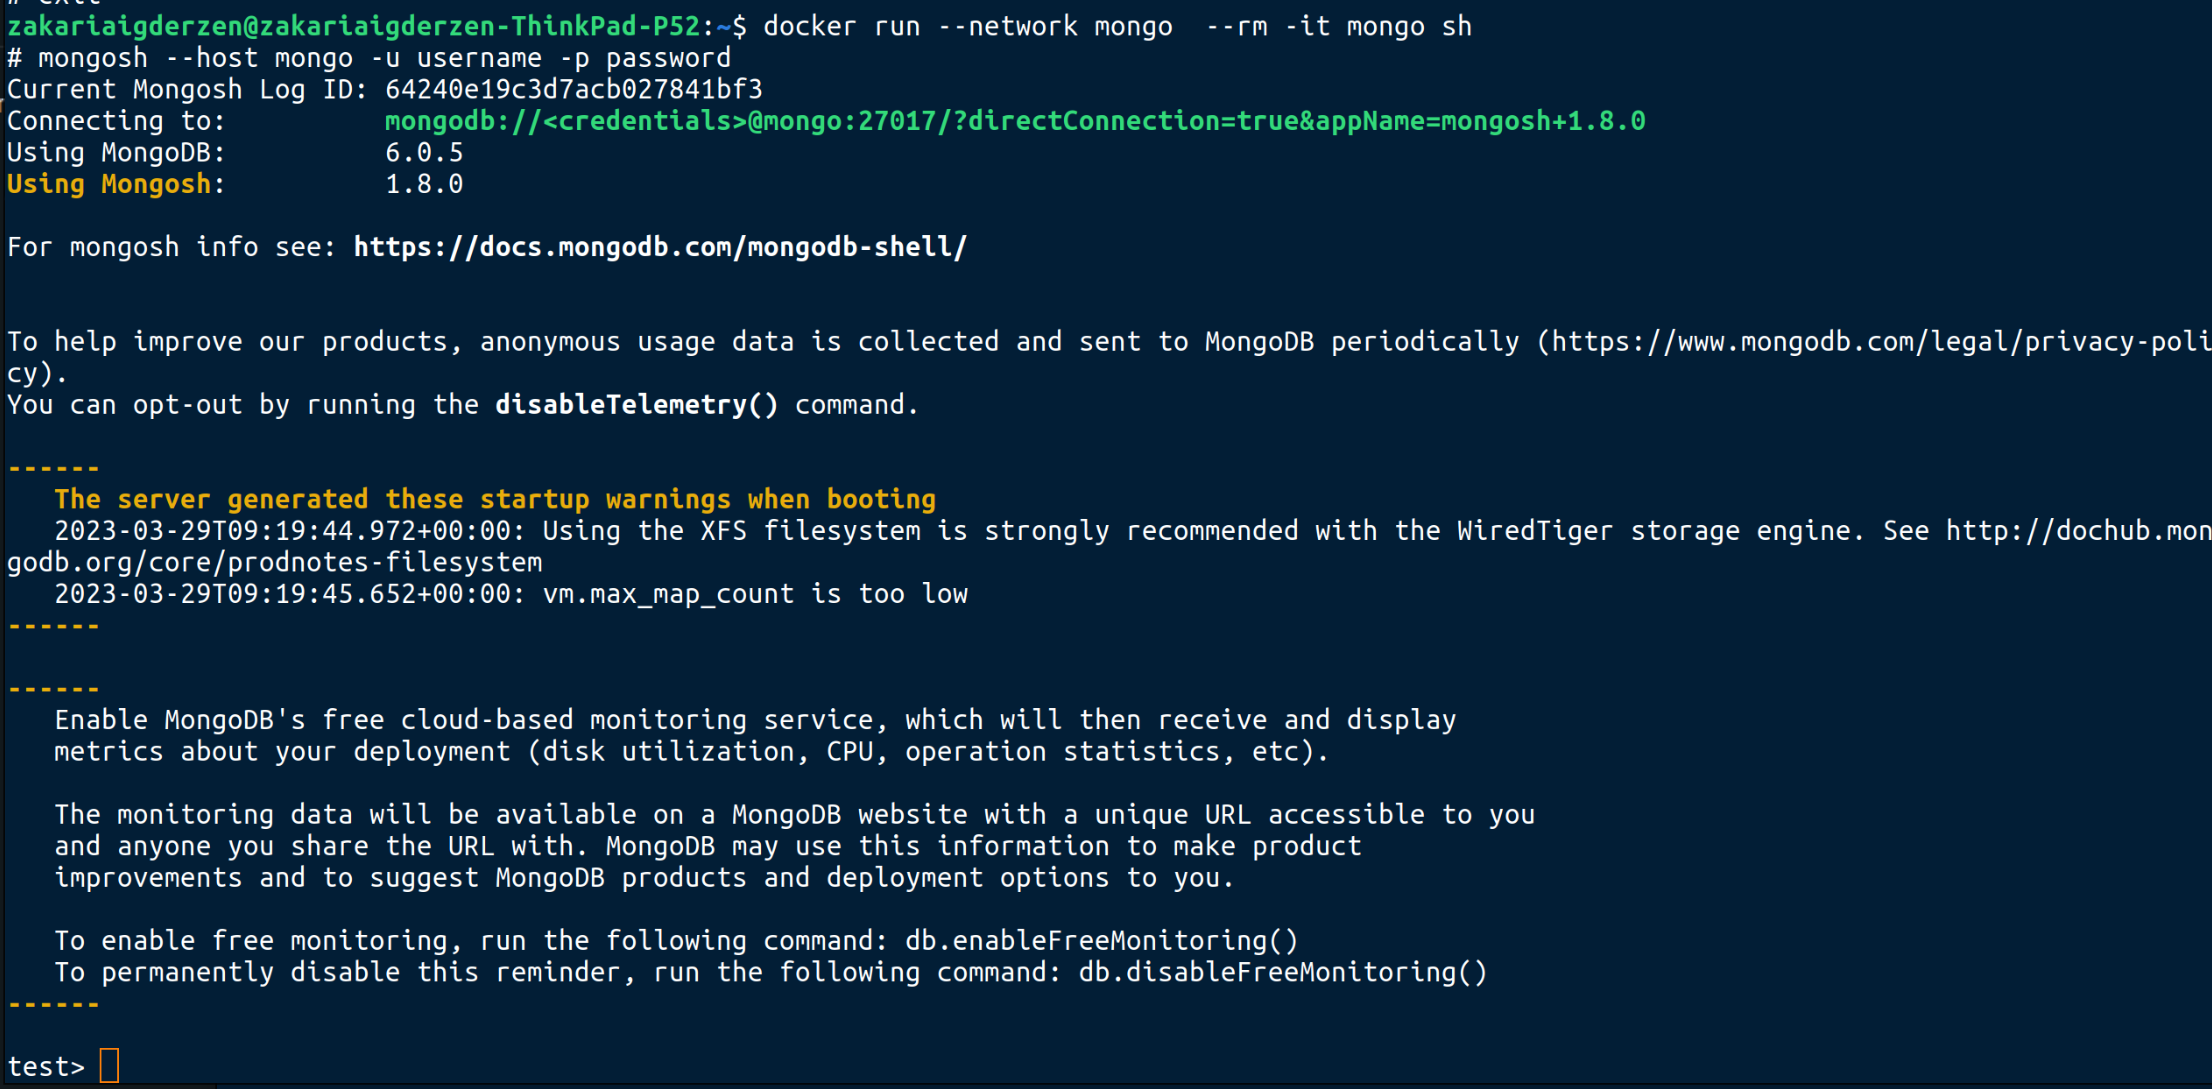 # exit
zakariaigderzen@zakariaigderzen-ThinkPad-P52:~$ docker run --network mongo  --rm -it mongo sh
# mongosh --host mongo -u username -p password
Current Mongosh Log ID: 64240e19c3d7acb027841bf3
Connecting to:          mongodb://<credentials>@mongo:27017/?directConnection=true&appName=mongosh+1.8.0
Using MongoDB:          6.0.5
Using Mongosh:          1.8.0
For mongosh info see: https://docs.mongodb.com/mongodb-shell/
To help improve our products, anonymous usage data is collected and sent to MongoDB periodically (https://www.mongodb.com/legal/privacy-poli
cy).
You can opt-out by running the disableTelemetry() command.
------
   The server generated these startup warnings when booting
   2023-03-29T09:19:44.972+00:00: Using the XFS filesystem is strongly recommended with the WiredTiger storage engine. See http://dochub.mon
godb.org/core/prodnotes-filesystem
   2023-03-29T09:19:45.652+00:00: vm.max_map_count is too low
------
------
   Enable MongoDB's free cloud-based monitoring service, which will then receive and display
   metrics about your deployment (disk utilization, CPU, operation statistics, etc).
   The monitoring data will be available on a MongoDB website with a unique URL accessible to you
   and anyone you share the URL with. MongoDB may use this information to make product
   improvements and to suggest MongoDB products and deployment options to you.
   To enable free monitoring, run the following command: db.enableFreeMonitoring()
   To permanently disable this reminder, run the following command: db.disableFreeMonitoring()
------
test>